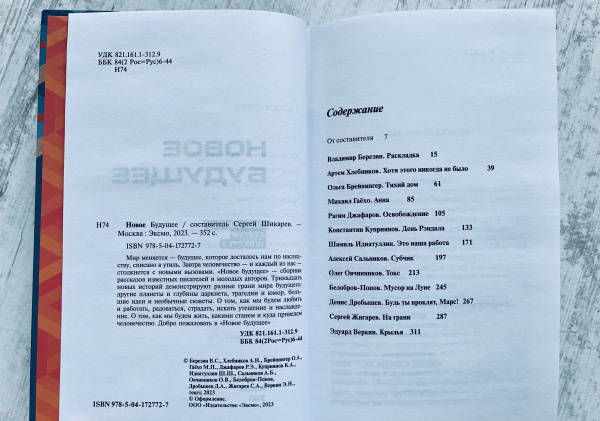 УДК 821.161.1-312.9
ББК 84(2 Рос=Рус)6-44
Н74
НОВОЕ
БУДУЩЕЕ
Н74 Новое Будущее / составитель Сергей Шикарев. —
Москва : Эксмо, 2023. — 352 с.
ISBN 978-5-04-172772-7
Мир меняется — будущее, которое досталось нам по насле-
дству, списано в утиль. Завтра человечество — и каждый из нас —
столкнется с новыми вызовами. «Новое будущее» — сборник
рассказов известных писателей и молодых авторов. Тринадцать
новых историй демонстрируют разные грани мира будущего:
другие планеты и глубины даркнета, трагедии и юмор, боль-
шие идеи и необычные сюжеты. О том, как мы будем любить
и работать, радоваться, страдать, искать утешение и наслажде-
ние. О том, как мы будем жить, какими станем и куда приведем
человечество. Добро пожаловать в «Новое будущее»
УДК 821.161.1-312.9
ББК 84(2Рос=Рус)6-44
© Березин В.С., Хлебников А.Н., Брейнингер О.А.,
Гаёхо М.П., Джафаров Р.Э., Куприянов К.А.,
Идиатуллин Ш.Ш., Сальников А.Б.,
Овчинников О.В., Белобров-Попов,
Дробышев Д.А., Жигарев С.А., Веркин Э.Н.,
текст, 2023
© Оформление.
ООО «Издательство «Эксмо», 2023
ISBN 978-5-04-172772-7
Содержание
От составителя 7
Владимир Березин. Раскладка 15
Артем Хлебников. Хотя этого никогда не было 39
Ольга Брейнингер. Тихий дом 61
Михаил Гаёхо. Анна 85
Рагим Джафаров. Освобождение 105
Константин Куприянов. День Рэндала 133
Шамиль Идиатуллин. Это наша работа 171
Алексей Сальников. Субчик 197
Олег Овчинников. Токс 213
Белобров-Попов. Мусор на Луне 245
Денис Дробышев. Будь ты проклят, Марс! 267
Сергей Жигарев. На грани 287
Эдуард Веркин. Крылья 311